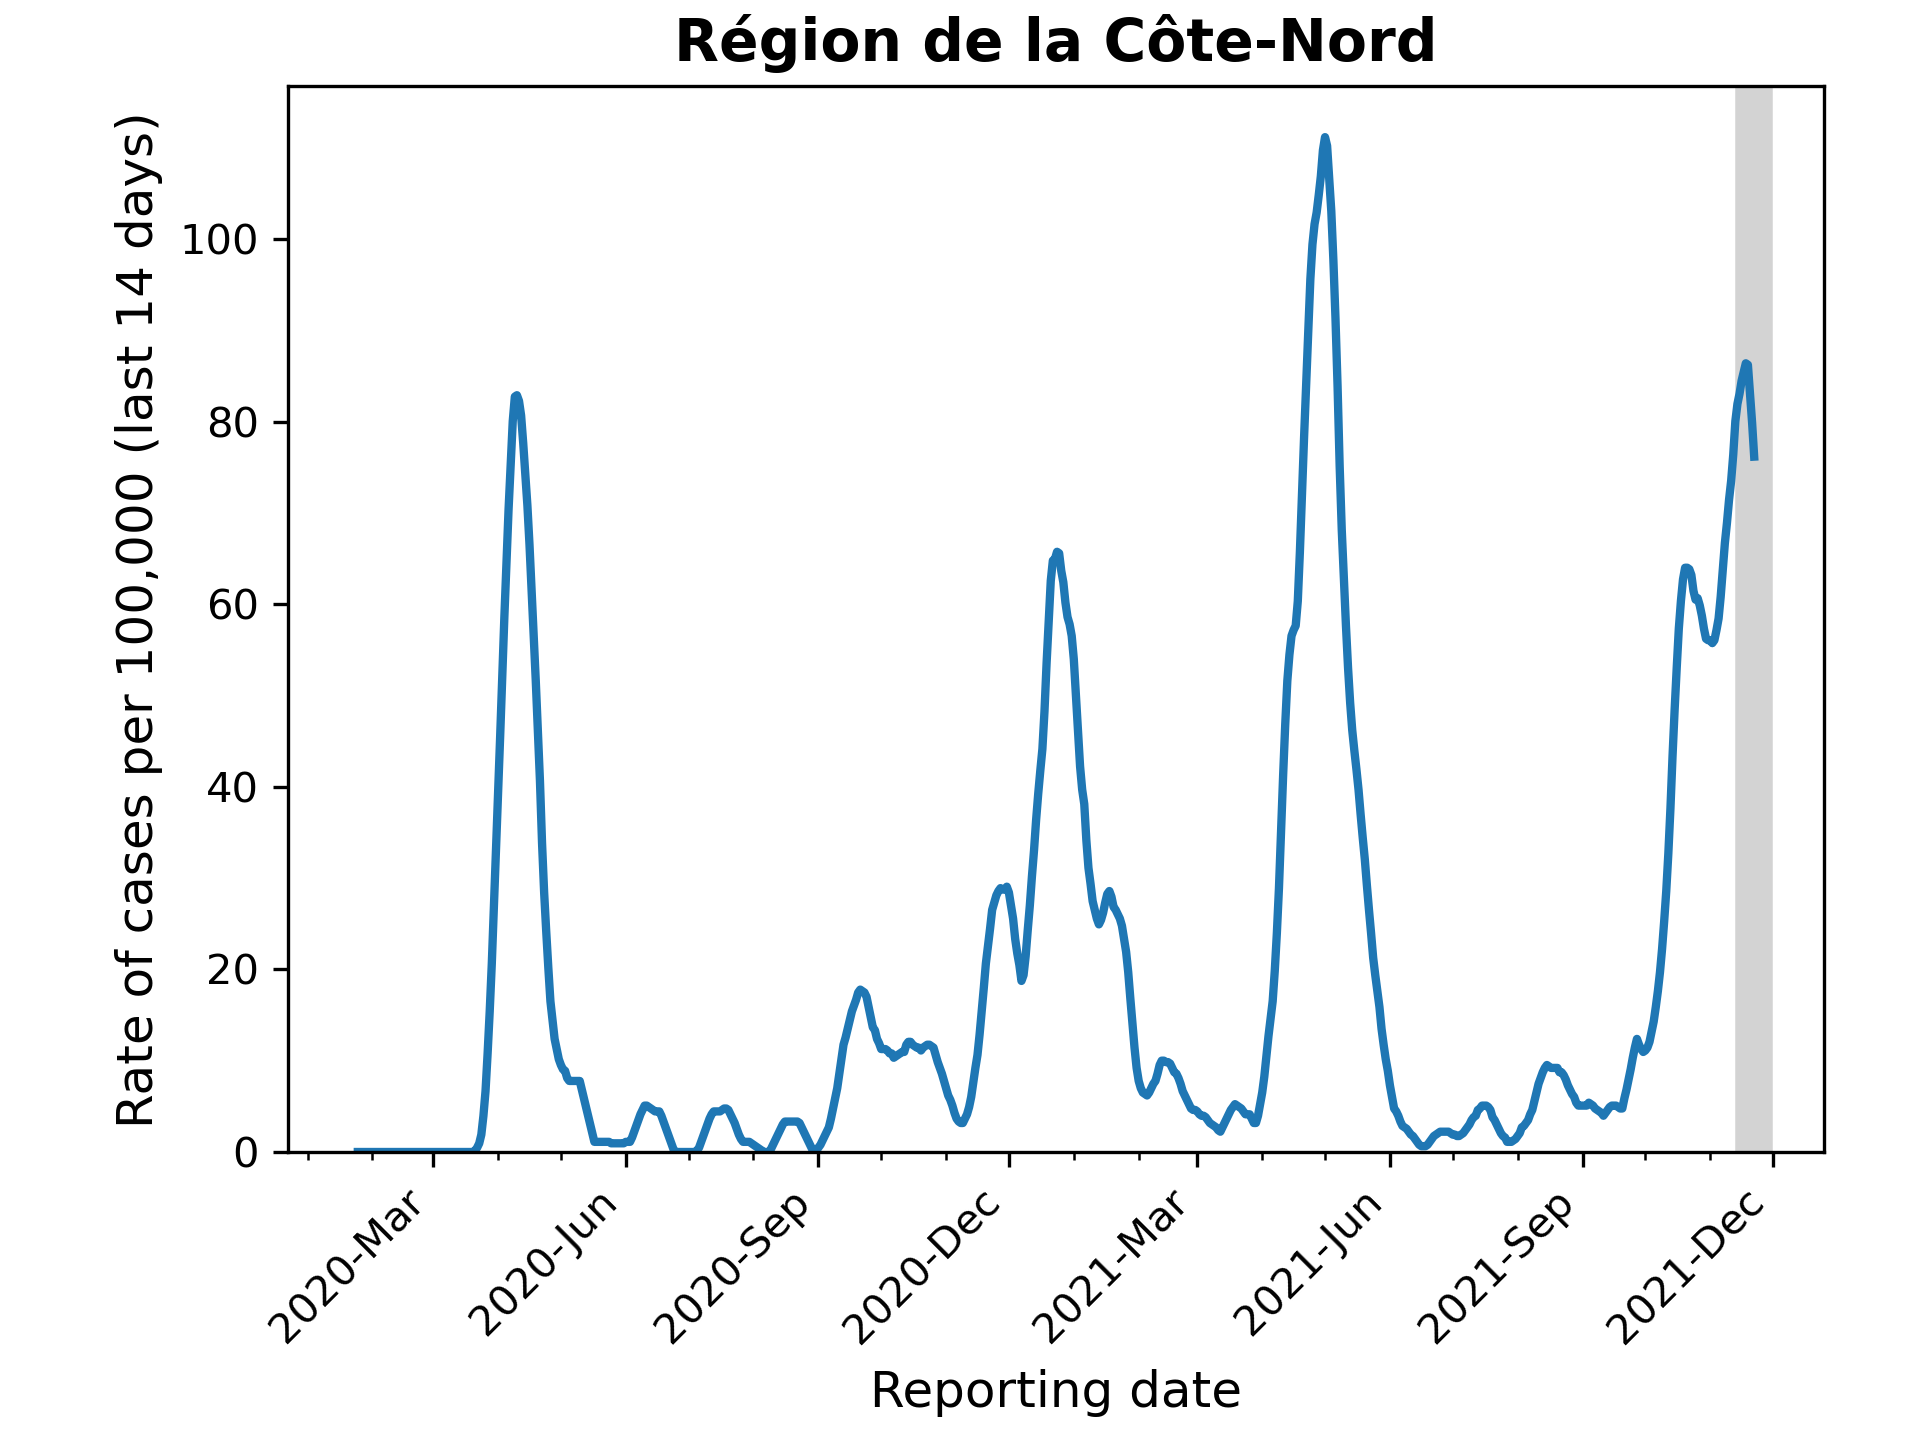 Région de la Côte-Nord
Rate of cases per 100,000 (last 14 days)
100
80
60
40
20
0
2020-Mar
2020-Jun
2020-Sep
2020-Dec
2021-Mar
2021-Jun
2021-Sep
2021-Dec
Reporting date